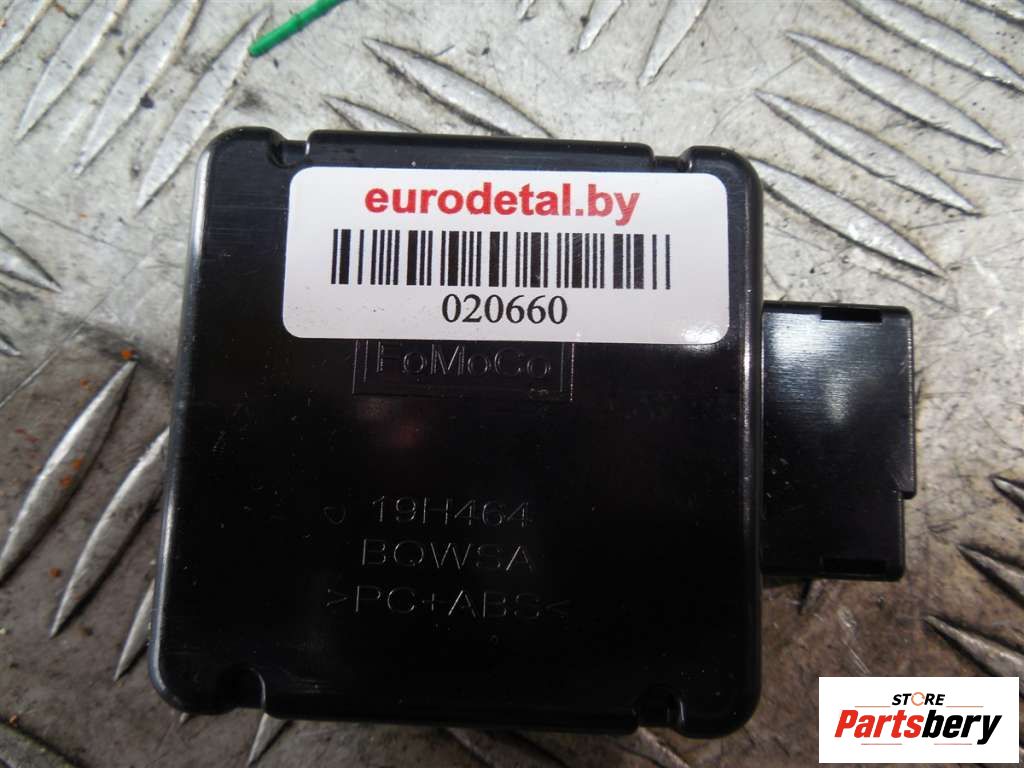 eurodetal.by
020660
FoMoCo
19H464
BQWSA
>PC+ABS<
STORE
Partsbery